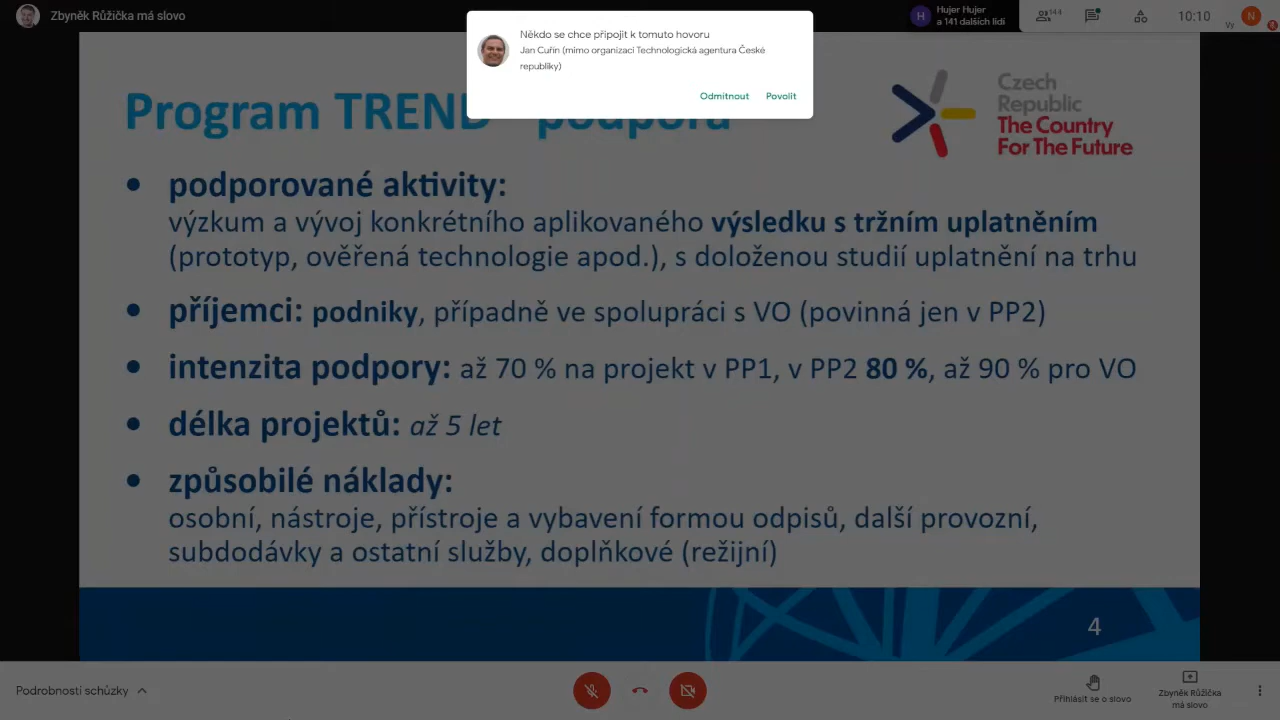 Zbyněk Růžička má slovo
Někdo se chce připojit k tomuto hovoru
Jan Cuřín (mimo organizaci Technologická agentura České
republiky)
Odmítnout Povolit
H
Hujer Hujer
a 141 dalších lidí
144
10:10
Vy
N
Program TREND - podpora
Czech
Republic
The Country
For The Future
• podporované aktivity:
výzkum a vývoj konkrétního aplikovaného výsledku s tržním uplatněním
(prototyp, ověřená technologie apod.), s doloženou studií uplatnění na trhu
• příjemci: podniky, případně ve spolupráci s VO (povinná jen v PP2)
• intenzita podpory: až 70 % na projekt v PP1, v PP2 80 %, až 90 % pro VO
• délka projektů: až 5 let
• způsobilé náklady:
osobní, nástroje, přístroje a vybavení formou odpisů, další provozní,
subdodávky a ostatní služby, doplňkové (režijní)
4
Podrobnosti schůzky
Přihlásit se o slovo
Zbyněk Růžička
má slovo